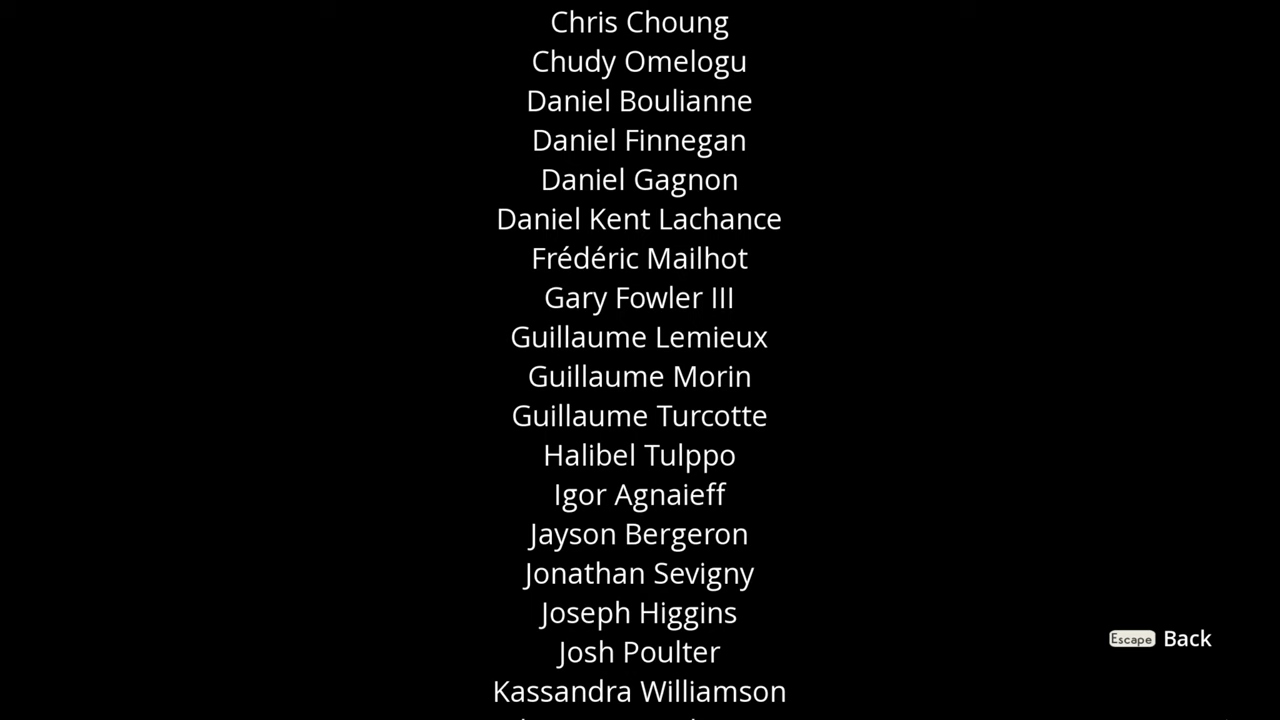 Chris Choung
Chudy Omelogu
Daniel Boulianne
Daniel Finnegan
Daniel Gagnon
Daniel Kent Lachance
Frédéric Mailhot
Gary Fowler III
Guillaume Lemieux
Guillaume Morin
Guillaume Turcotte
Halibel Tulppo
Igor Agnaieff
Jayson Bergeron
Jonathan Sevigny
Joseph Higgins
Josh Poulter
Escape Back
Kassandra Williamson